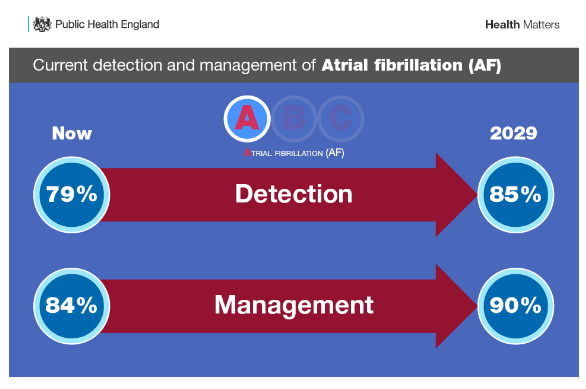 Public Health England
Health Matters
Current detection and management of Atrial fibrillation (AF)
A B C
ATRIAL FIBRILLATION (AF)
Now
2029
79% Detection 85%
84% Management 90%